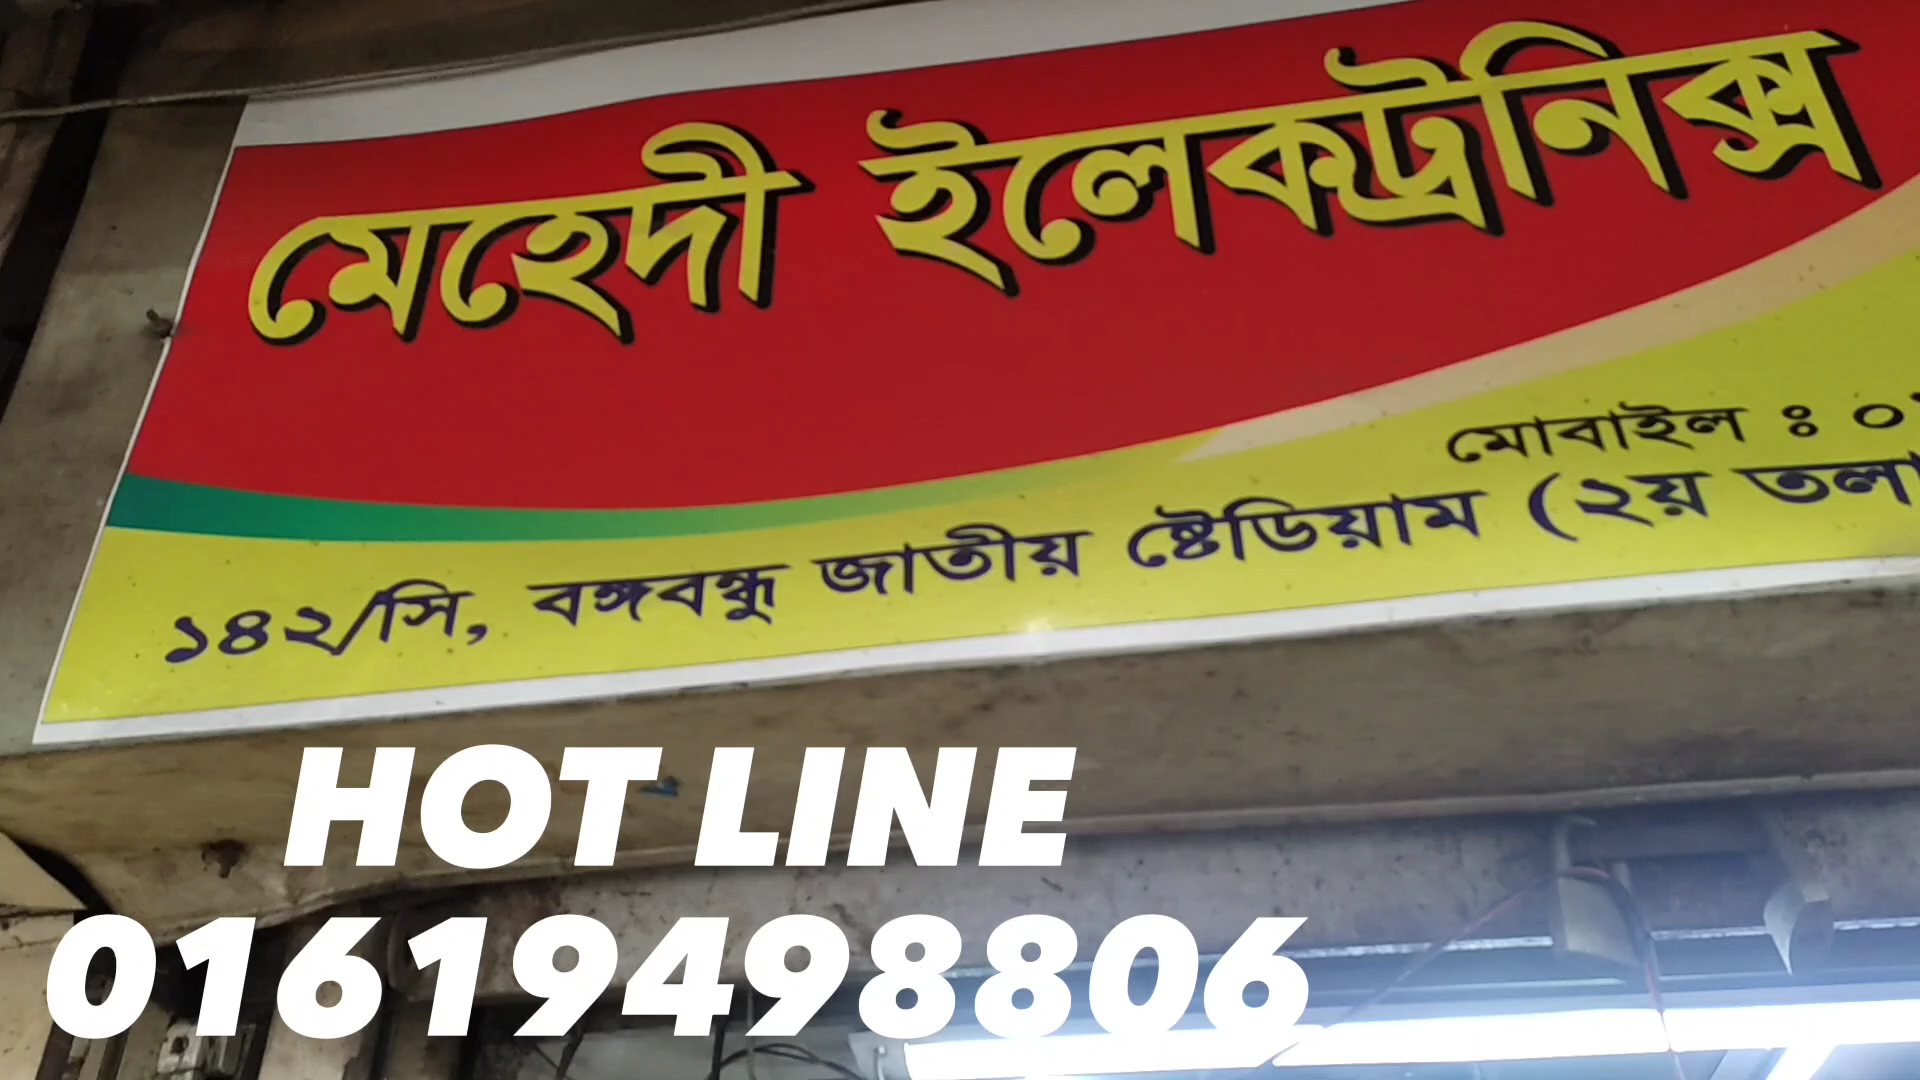 মেহেদী ইলেকট্রনিক্স
মোবাইল ঃ ০
১৪২/সি, বঙ্গবন্ধু জাতীয় ষ্টেডিয়াম (২য় তলা
HOT LINE
01619498806